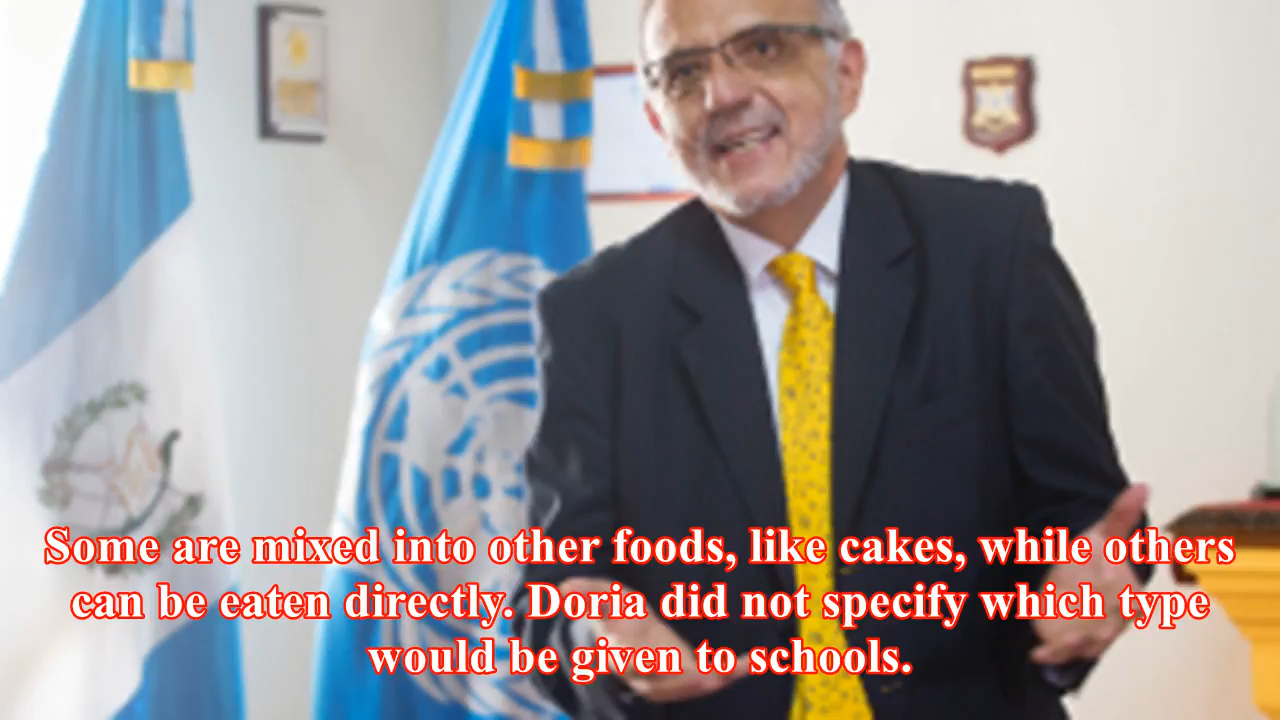 Some are mixed into other foods, like cakes, while others
can be eaten directly. Doria did not specify which type
would be given to schools.